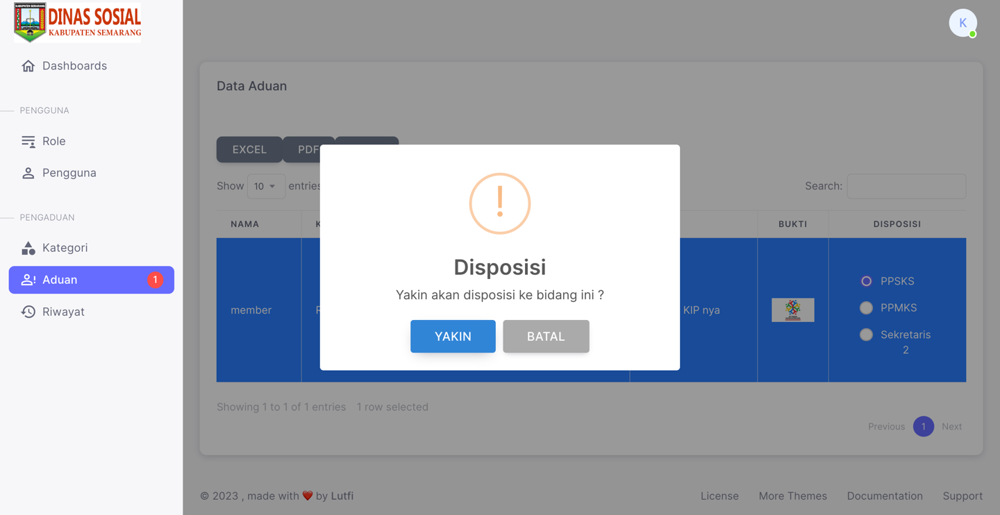 KABUPATEN SEMARANG
DINAS SOSIAL
KABUPATEN SEMARANG
K
Dashboards
PENGGUNA
Role
Pengguna
PENGADUAN
Kategori
Aduan 1
Riwayat
Data Aduan
EXCEL PDF
Show 10 entries
Search:
NAMA K BUKTI DISPOSISI
member KIP nya
PPSKS
PPMKS
Sekretaris
2
!
Disposisi
Yakin akan disposisi ke bidang ini ?
YAKIN BATAL
Showing 1 to 1 of 1 entries 1 row selected
Previous 1 Next
© 2023 , made with ❤️ by Lutfi
License More Themes Documentation Support